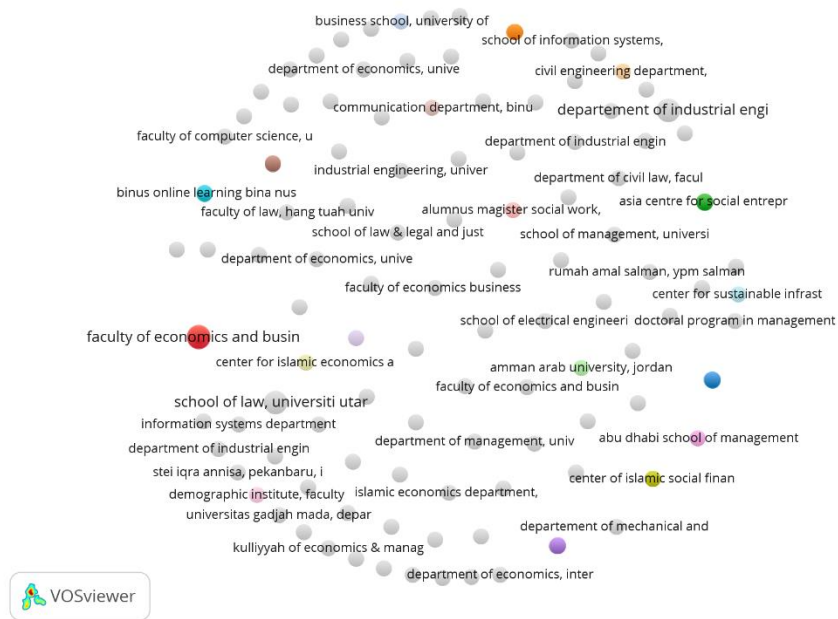 business school, university of
school of information systems,
department of economics, unive
civil engineering department,
communication department, binu
departement of industrial engi
faculty of computer science, u
department of industrial engin
industrial engineering, univer
department of civil law, facul
binus online learning bina nus
asia centre for social entrepr
faculty of law, hang tuah univ
alumnus magister social work,
school of law & legal and just
school of management, universi
department of economics, unive
rumah amal salman, ypm salman
faculty of economics business
center for sustainable infrast
school of electrical engineeri
doctoral program in management
faculty of economics and busin
center for islamic economics a
amman arab university, jordan
faculty of economics and busin
school of law, universiti utar
information systems department
department of management, univ
abu dhabi school of management
department of industrial engin
stei iqra annisa, pekanbaru, i
center of islamic social finan
demographic institute, faculty
islamic economics department,
universitas gadjah mada, depar
departement of mechanical and
kulliyyah of economics & manag
department of economics, inter
VOSviewer